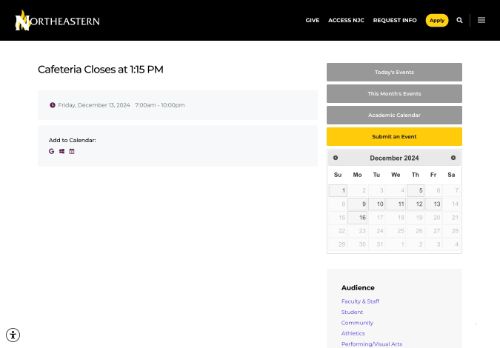 NORTHEASTERN
GIVE ACCESS NJC REQUEST INFO Apply
Cafeteria Closes at 1:15 PM
Friday, December 13, 2024 7:00am - 10:00pm
Add to Calendar:
Today's Events
This Month's Events
Academic Calendar
Submit an Event
December 2024
Su Mo Tu We Th Fr Sa
1 2 3 4 5 6 7
8 9 10 11 12 13 14
15 16 17 18 19 20 21
22 23 24 25 26 27 28
29 30 31 1 2 3 4
Audience
Faculty & Staff
Student
Community
Athletics
Performing/Visual Arts